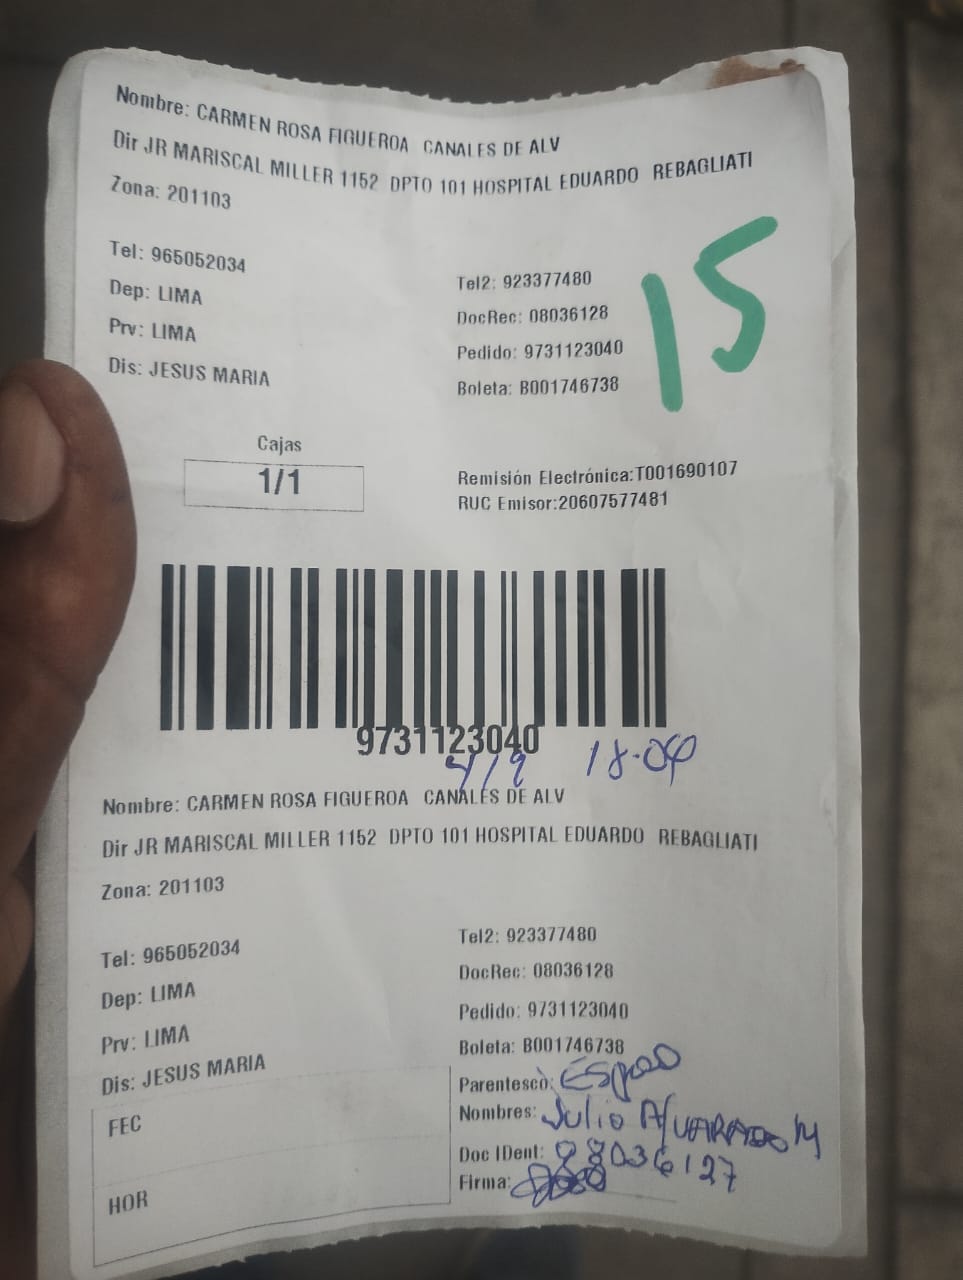 Nombre: CARMEN ROSA FIGUEROA CANALES DE ALV
Dir JR MARISCAL MILLER 1152 DPTO 101 HOSPITAL EDUARDO REBAGLIATI
Zona: 201103
15
Tel: 965052034
Tel2: 923377480
Dep: LIMA
DocRec: 08036128
Prv: LIMA
Pedido: 9731123040
Dis: JESUS MARIA
Boleta: B001746738
Cajas
1/1
Remisión Electrónica:T001690107
RUC Emisor:20607577481
9731123040
4/9 18-04
Nombre: CARMEN ROSA FIGUEROA CANALES DE ALV
Dir JR MARISCAL MILLER 1152 DPTO 101 HOSPITAL EDUARDO REBAGLIATI
Zona: 201103
Tel: 965052034
Tel2: 923377480
Dep: LIMA
DocRec: 08036128
Prv: LIMA
Pedido: 9731123040
Dis: JESUS MARIA
Boleta: B001746738
FEC
Parentesco: Esposo
Nombres: Julio Alvarado M
Doc IDent: 08036127
HOR
Firma: